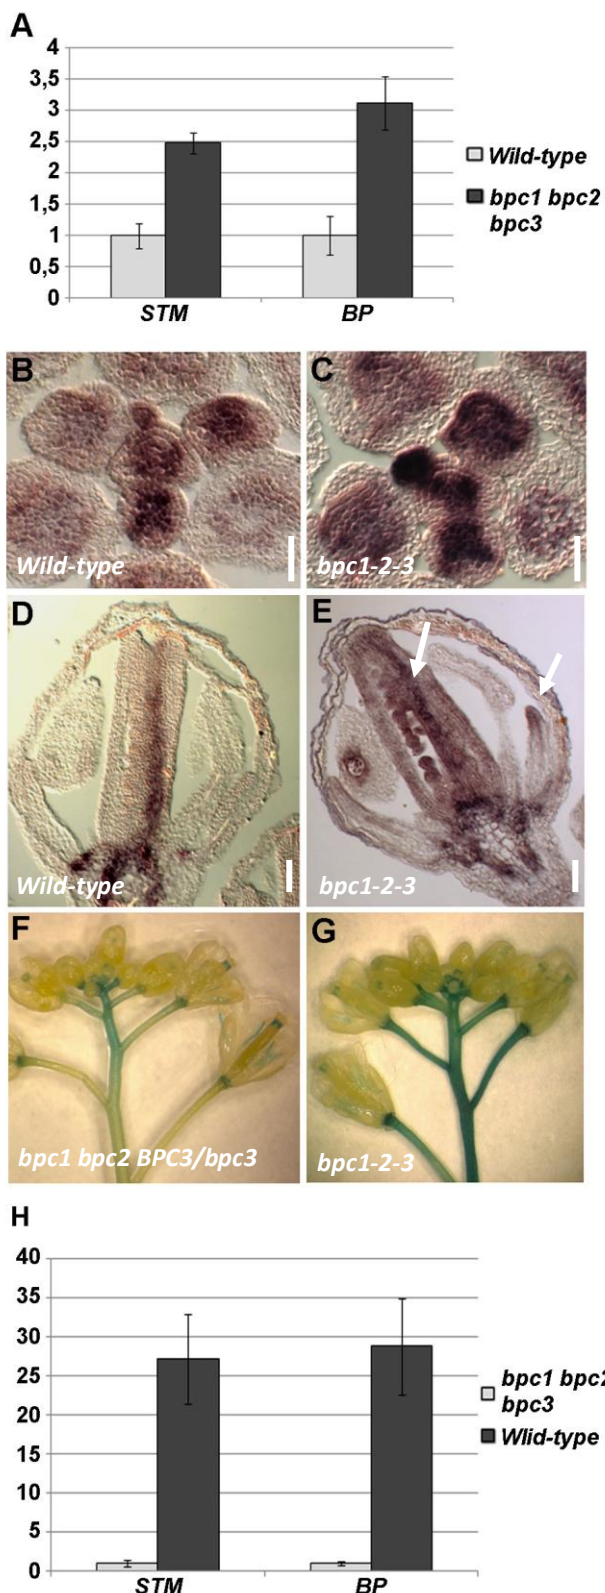 A
4
3,5
3
2,5
2
1,5
1
0,5
0
STM BP
Wild-type
bpc1 bpc2
bpc3
B C
Wild-type bpc1-2-3
D E
Wild-type bpc1-2-3
F G
bpc1 bpc2 BPC3/bpc3 bpc1-2-3
H
40
35
30
25
20
15
10
5
0
STM BP
bpc1 bpc2
bpc3
Wlid-type